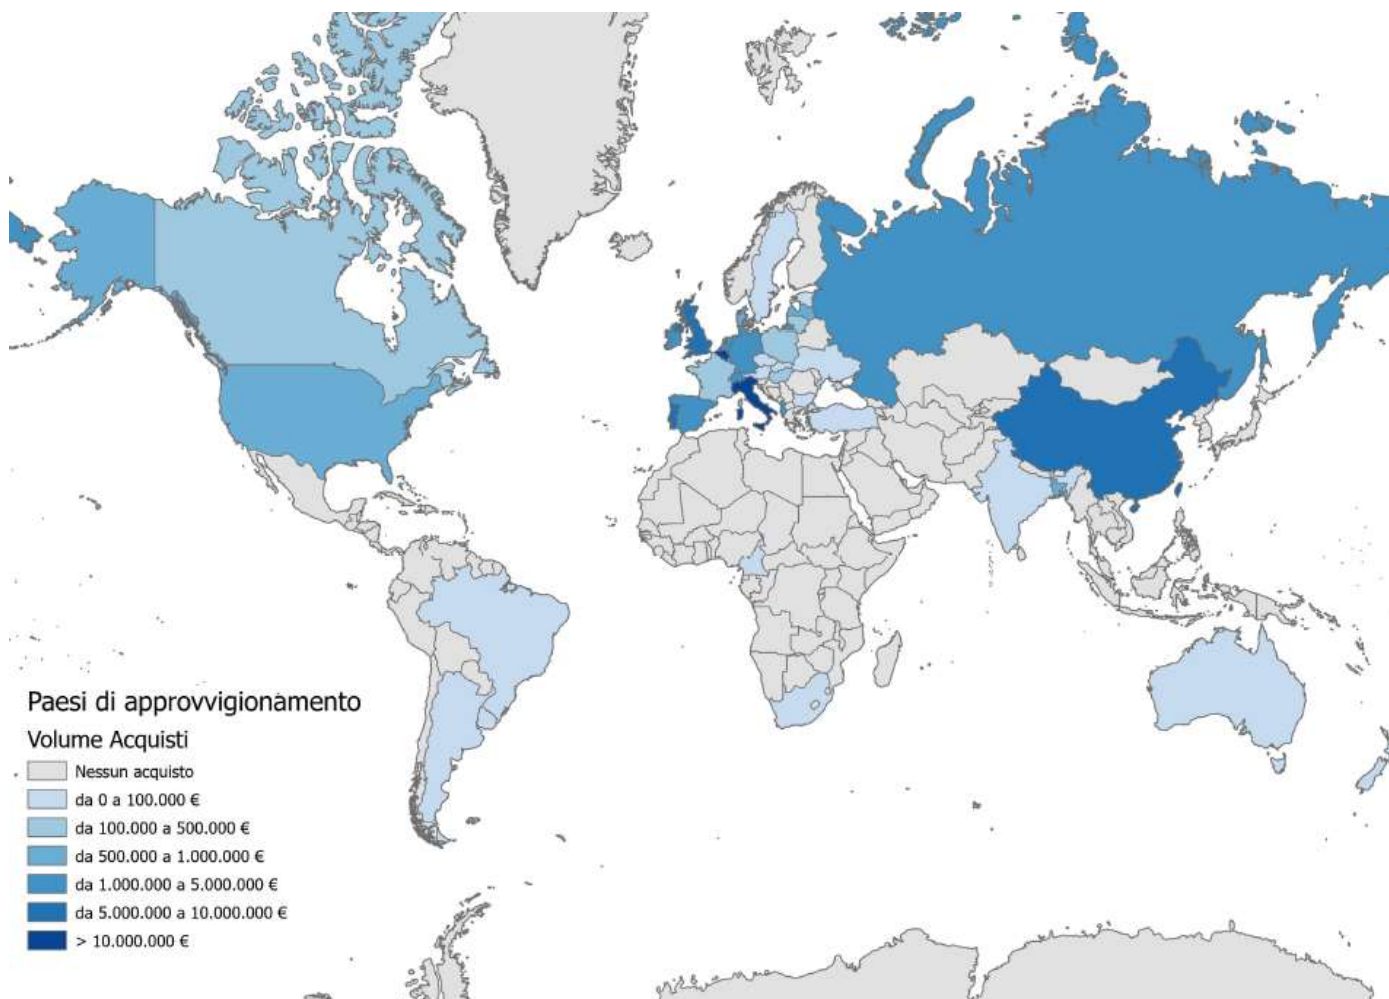 Paesi di approvvigionamento
Volume Acquisti
Nessun acquisto
da 0 a 100.000 €
da 100.000 a 500.000 €
da 500.000 a 1.000.000 €
da 1.000.000 a 5.000.000 €
da 5.000.000 a 10.000.000 €
> 10.000.000 €